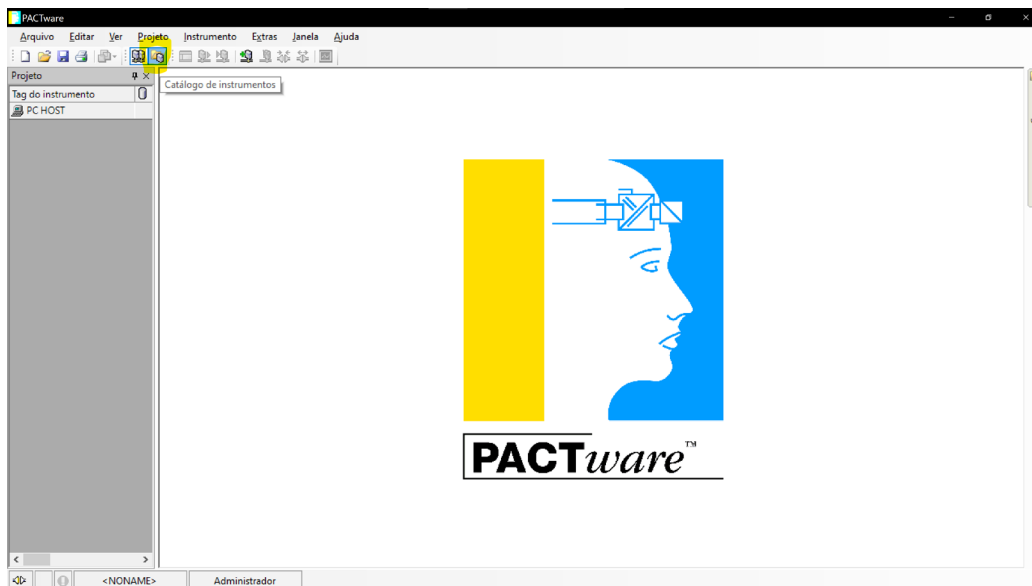 PACTware
Arquivo Editar Ver Projeto Instrumento Extras Janela Ajuda
Projeto
Catálogo de instrumentos
Tag do instrumento
PC HOST
PACTware™
<NONAME> Administrador